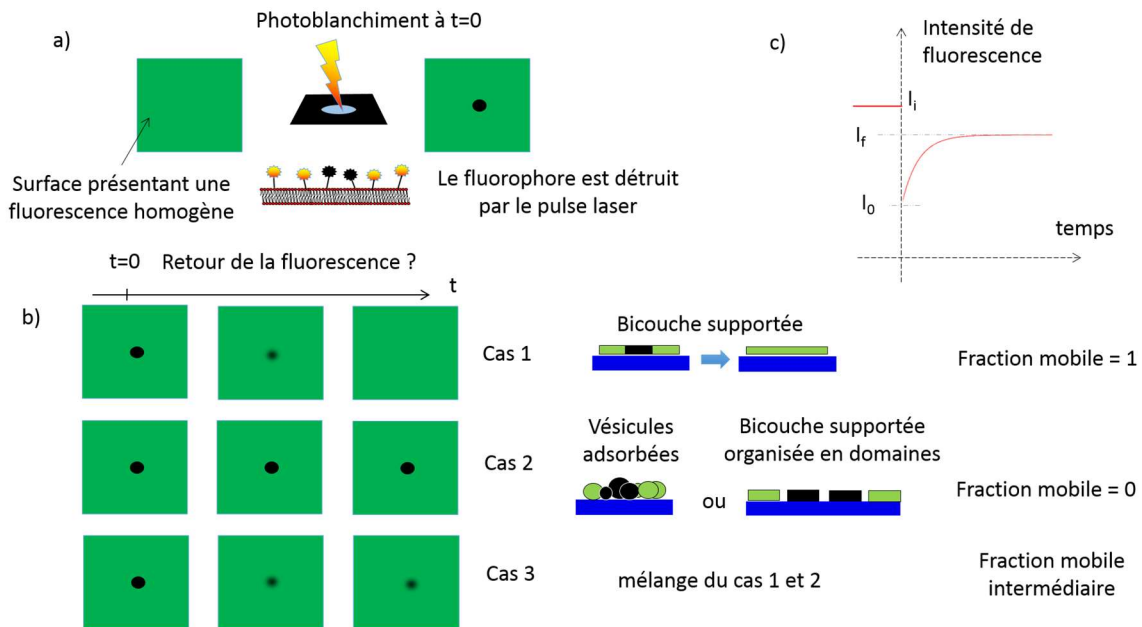 a)
Photoblanchiment à t=0
Surface présentant une
fluorescence homogène
Le fluorophore est détruit
par le pulse laser
c)
Intensité de
fluorescence
Ii
If
I0
temps
t=0
Retour de la fluorescence ?
t
b)
Cas 1
Bicouche supportée
Fraction mobile = 1
Cas 2
Vésicules
adsorbées
ou
Bicouche supportée
organisée en domaines
Fraction mobile = 0
Cas 3
mélange du cas 1 et 2
Fraction mobile
intermédiaire